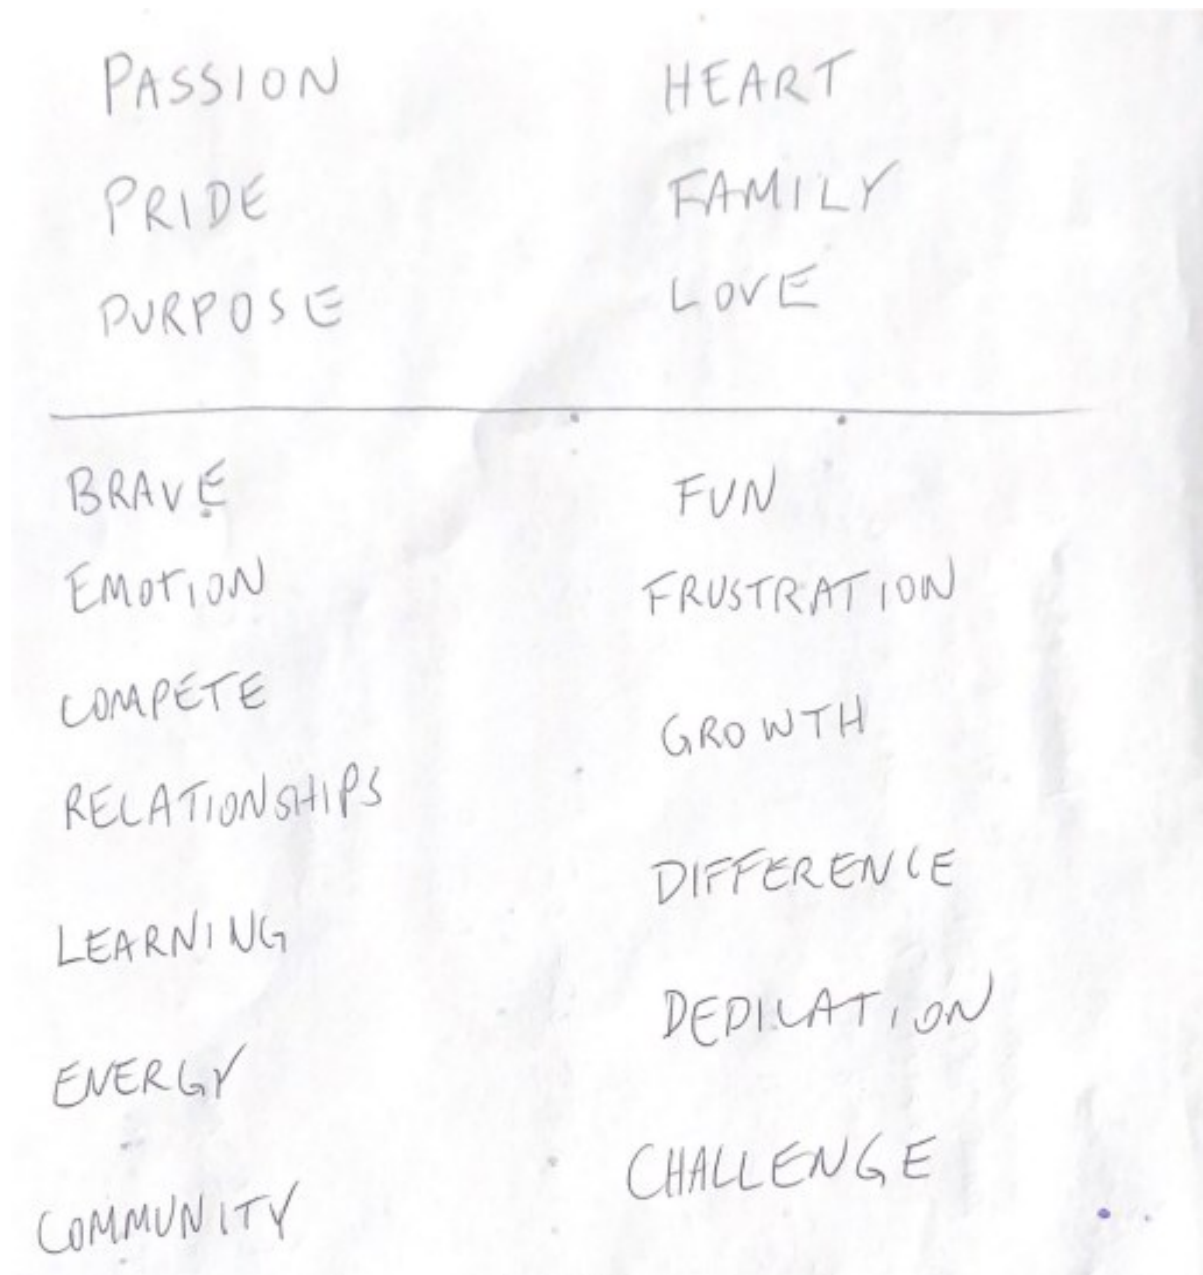 PASSION HEART
PRIDE FAMILY
PURPOSE LOVE
BRAVE FUN
EMOTION FRUSTRATION
COMPETE GROWTH
RELATIONSHIPS DIFFERENCE
LEARNING DEDICATION
ENERGY CHALLENGE
COMMUNITY